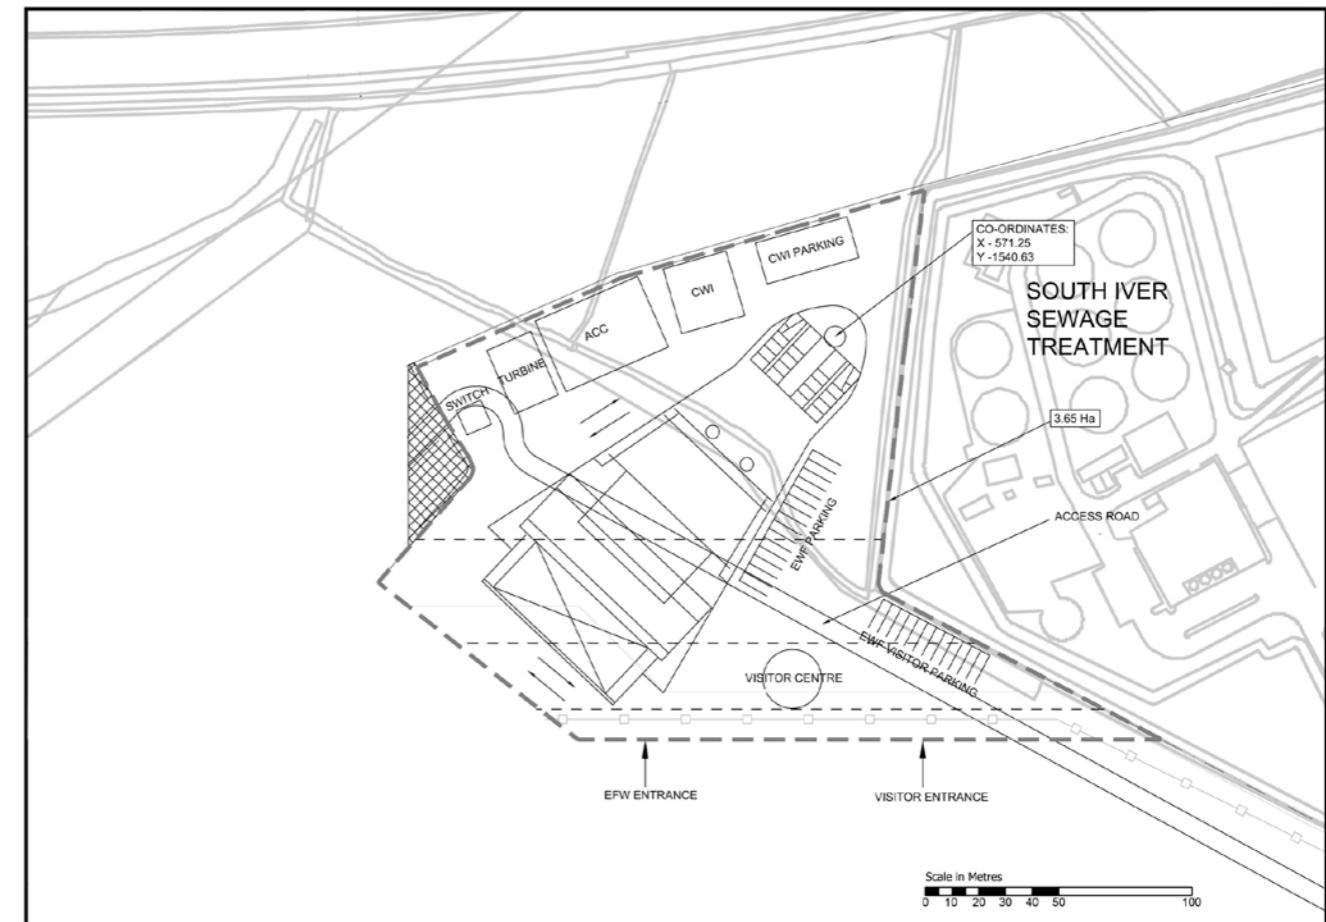 CO-ORDINATES:
X - 571.25
Y -1540.63
CWI PARKING
SOUTH IVER
SEWAGE
TREATMENT
CWI
ACC
TURBINE
SWITCH
3.65 Ha
EWF PARKING
ACCESS ROAD
EWF VISITOR PARKING
VISITOR CENTRE
EFW ENTRANCE
VISITOR ENTRANCE
Scale in Metres
0 10 20 30 40 50 100